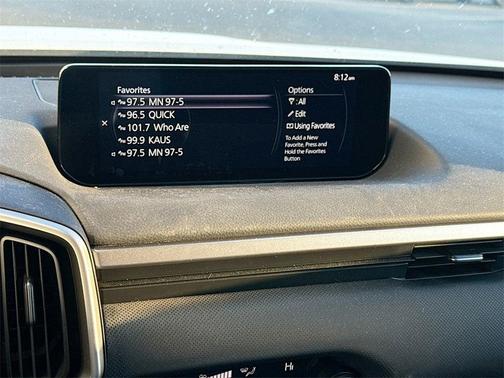 8:12am
Favorites
97.5 MN 97-5
96.5 QUICK
101.7 Who Are
99.9 KAUS
97.5 MN 97-5
Options
:All
Edit
Using Favorites
To Add a New
Favorite, Press and
Hold the Favorites
Button
Hi